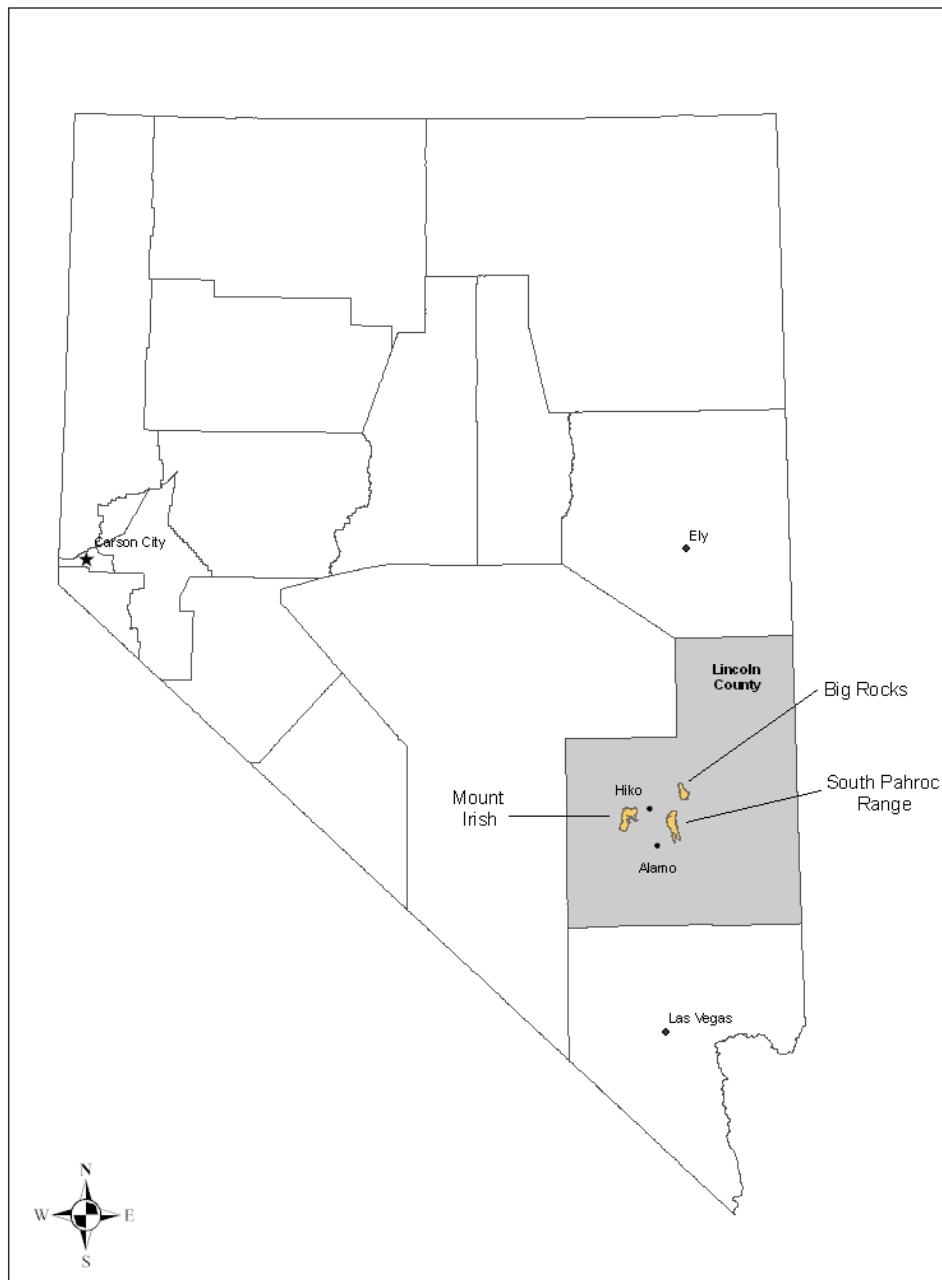 Carson City
Ely
Lincoln
County
Big Rocks
South Pahroc
Range
Hiko
Mount
Irish
Alamo
Las Vegas
N
W E
S